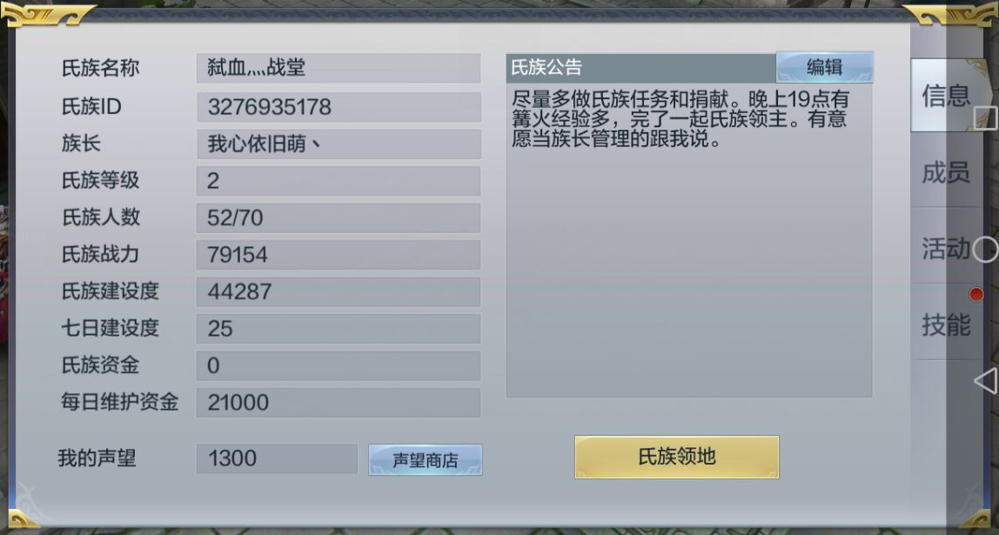 氏族名称 弑血灬战堂
氏族ID 3276935178
族长 我心依旧萌丶
氏族等级 2
氏族人数 52/70
氏族战力 79154
氏族建设度 44287
七日建设度 25
氏族资金 0
每日维护资金 21000
我的声望 1300 声望商店
氏族公告 编辑
尽量多做氏族任务和捐献。晚上19点有
篝火经验多，完了一起氏族领主。有意
愿当族长管理的跟我说。
氏族领地
信息
成员
活动
技能